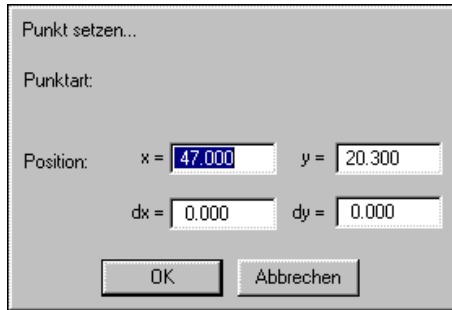 Punkt setzen...
Punktart:
Position: x = 47.000 y = 20.300
dx = 0.000 dy = 0.000
OK Abbrechen